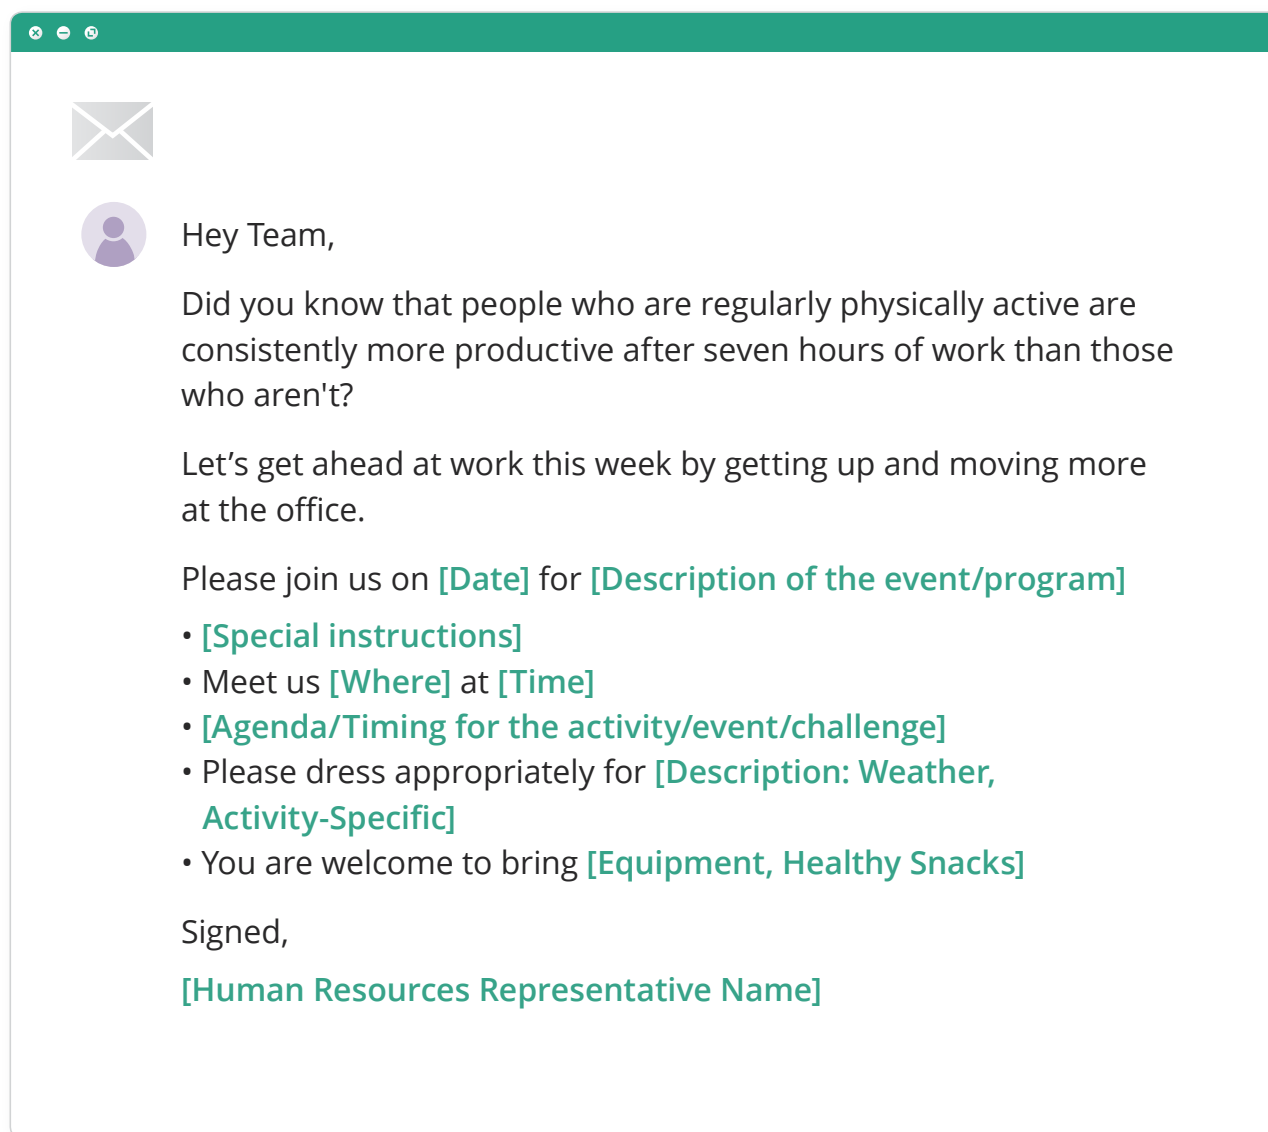 Hey Team,
Did you know that people who are regularly physically active are
consistently more productive after seven hours of work than those
who aren't?
Let’s get ahead at work this week by getting up and moving more
at the office.
Please join us on [Date] for [Description of the event/program]
• [Special instructions]
• Meet us [Where] at [Time]
• [Agenda/Timing for the activity/event/challenge]
• Please dress appropriately for [Description: Weather,
Activity-Specific]
• You are welcome to bring [Equipment, Healthy Snacks]
Signed,
[Human Resources Representative Name]